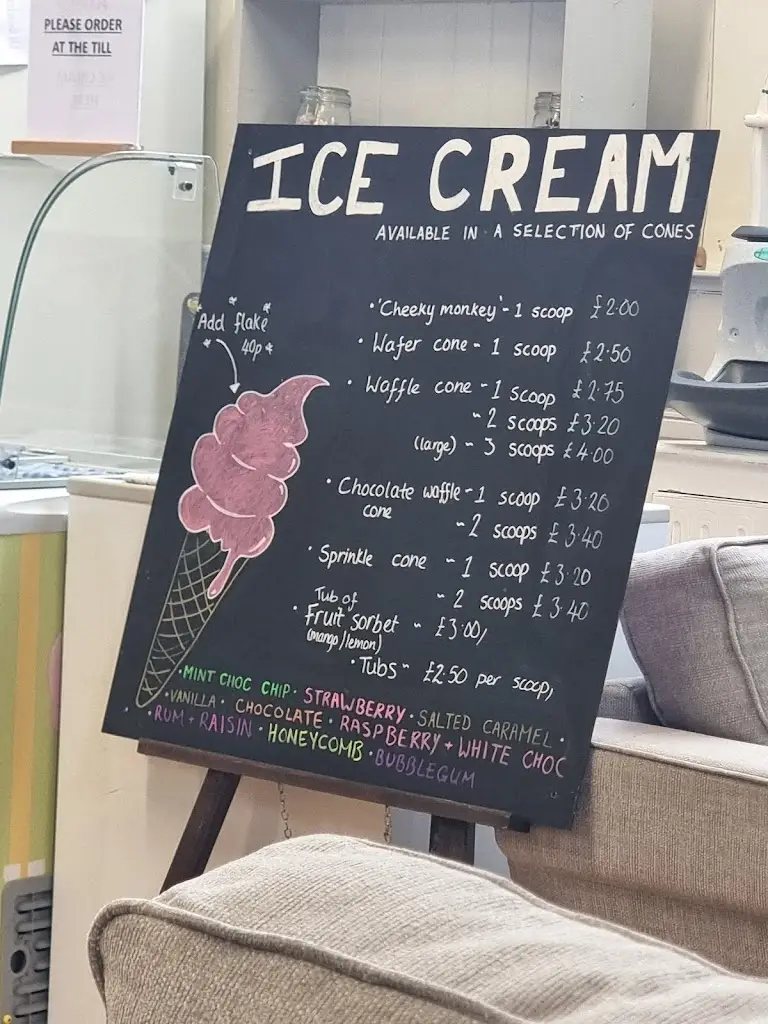 PLEASE ORDER
AT THE TILL
ICE CREAM
AVAILABLE IN A SELECTION OF CONES
Add flake
40p
• 'Cheeky monkey' - 1 scoop £2.00
• Wafer cone - 1 scoop £2.50
• Waffle cone - 1 scoop £2.75
- 2 scoops £3.20
(large) - 3 scoops £4.00
• Chocolate waffle - 1 scoop £3.20
cone - 2 scoops £3.40
• Sprinkle cone - 1 scoop £3.20
- 2 scoops £3.40
Tub of
• Fruit sorbet - £3.00,
(mango/lemon)
• Tubs - £2.50 per scoop,
• MINT CHOC CHIP • STRAWBERRY • SALTED CARAMEL •
• VANILLA • CHOCOLATE • RASPBERRY + WHITE CHOC
• RUM + RAISIN • HONEYCOMB • BUBBLEGUM